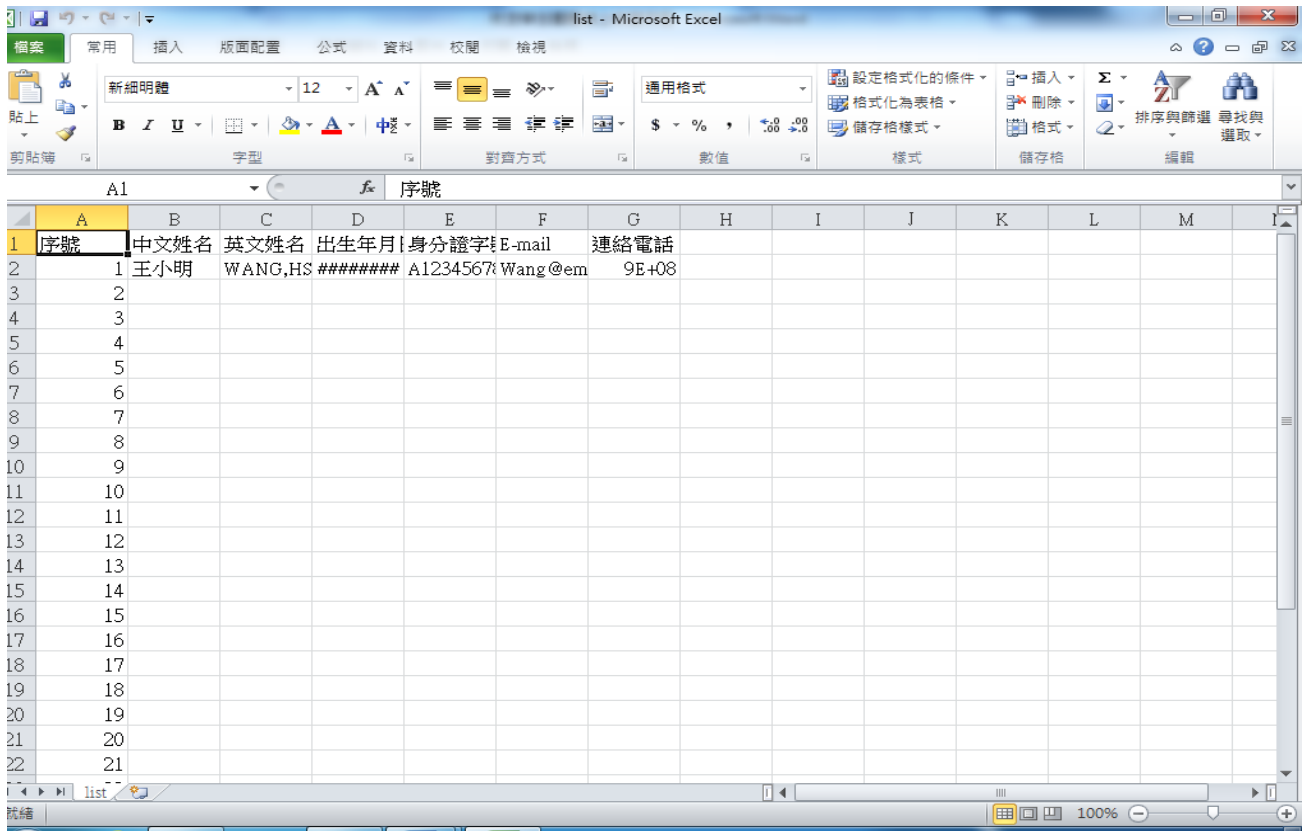 list - Microsoft Excel
檔案 常用 插入 版面配置 公式 資料 校閱 檢視
新細明體 12 A A 通用格式 設定格式化的條件 插入 Σ
貼上 格式化為表格 刪除 排序與篩選 尋找與選取
B I U A $ % , .00 儲存格樣式 格式
剪貼簿 字型 對齊方式 數值 樣式 儲存格 編輯
A1 fx 序號
A B C D E F G H I J K L M
1 序號 中文姓名 英文姓名 出生年月 身分證字 E-mail 連絡電話
2 1 王小明 WANG,HS ######## A1234567 Wang@em 9E+08
3 2
4 3
5 4
6 5
7 6
8 7
9 8
10 9
11 10
12 11
13 12
14 13
15 14
16 15
17 16
18 17
19 18
20 19
21 20
22 21
list
就緒 100%